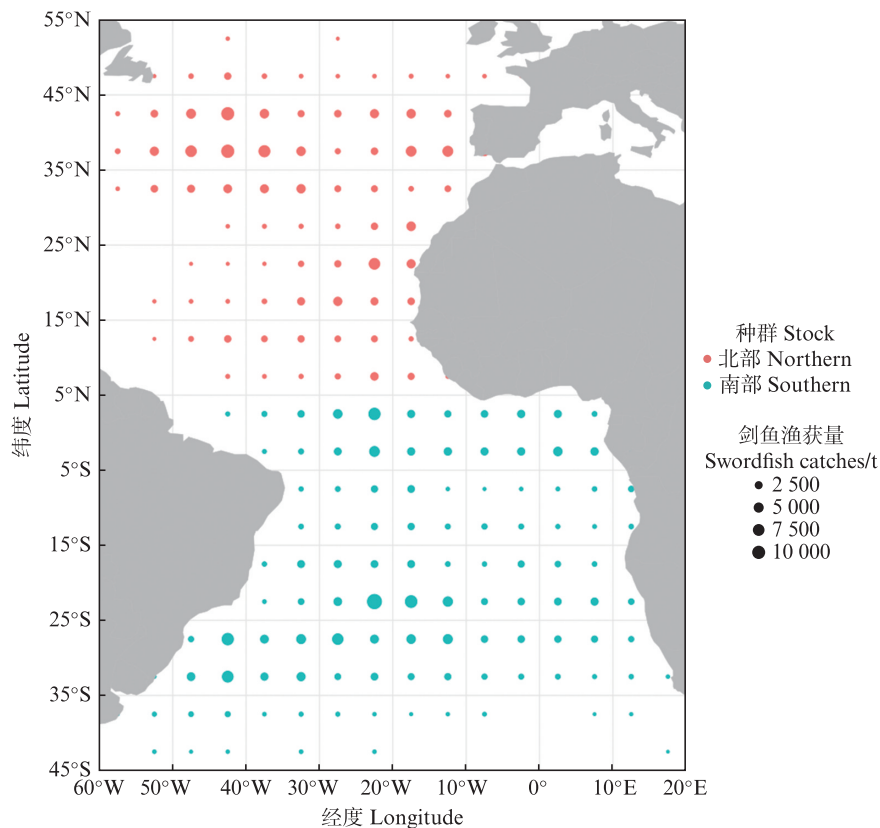 55°N
45°N
35°N
25°N
15°N
5°N
5°S
15°S
25°S
35°S
45°S
纬度 Latitude
60°W 50°W 40°W 30°W 20°W 10°W 0° 10°E 20°E
经度 Longitude
种群 Stock
北部 Northern
南部 Southern
剑鱼渔获量
Swordfish catches/t
2 500
5 000
7 500
10 000